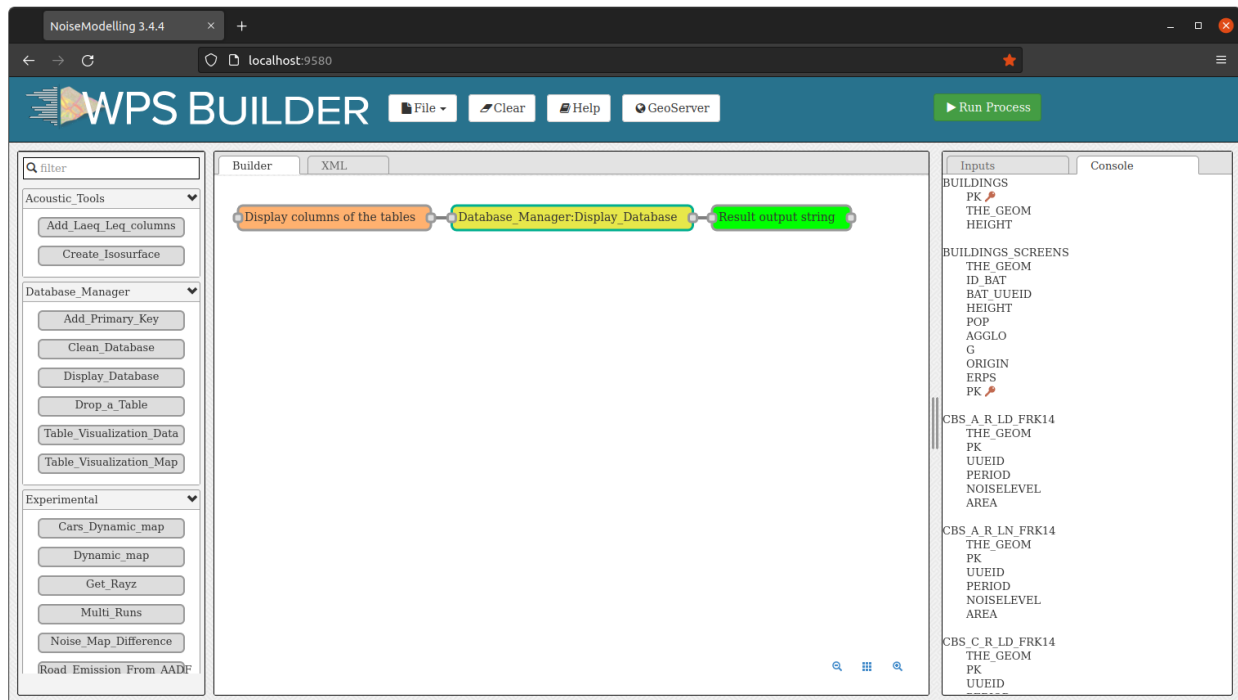 NoiseModelling 3.4.4
localhost:9580
WPS BUILDER
File
Clear
Help
GeoServer
Run Process
filter
Acoustic_Tools
Add_Laeq_Leq_columns
Create_Isosurface
Database_Manager
Add_Primary_Key
Clean_Database
Display_Database
Drop_a_Table
Table_Visualization_Data
Table_Visualization_Map
Experimental
Cars_Dynamic_map
Dynamic_map
Get_Rayz
Multi_Runs
Noise_Map_Difference
Road_Emission_From_AADF
Builder
XML
Display columns of the tables
Database_Manager:Display_Database
Result output string
Inputs
Console
BUILDINGS
PK
THE_GEOM
HEIGHT
BUILDINGS_SCREENS
THE_GEOM
ID_BAT
BAT_UUEID
HEIGHT
POP
AGGLO
G
ORIGIN
ERPS
PK
CBS_A_R_LD_FRK14
THE_GEOM
PK
UUEID
PERIOD
NOISELEVEL
AREA
CBS_A_R_LN_FRK14
THE_GEOM
PK
UUEID
PERIOD
NOISELEVEL
AREA
CBS_C_R_LD_FRK14
THE_GEOM
PK
UUEID